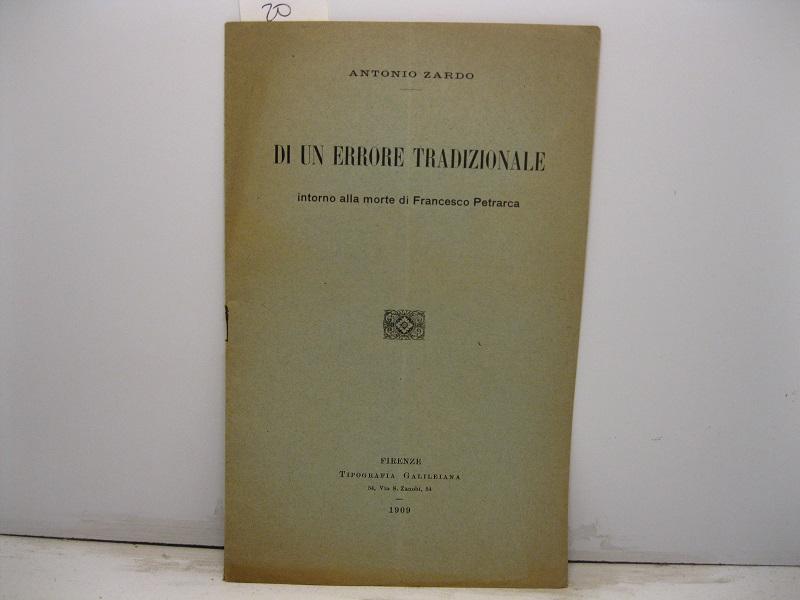 20
ANTONIO ZARDO
DI UN ERRORE TRADIZIONALE
intorno alla morte di Francesco Petrarca
FIRENZE
TIPOGRAFIA GALILEIANA
54, Via S. Zanobi, 54
1909